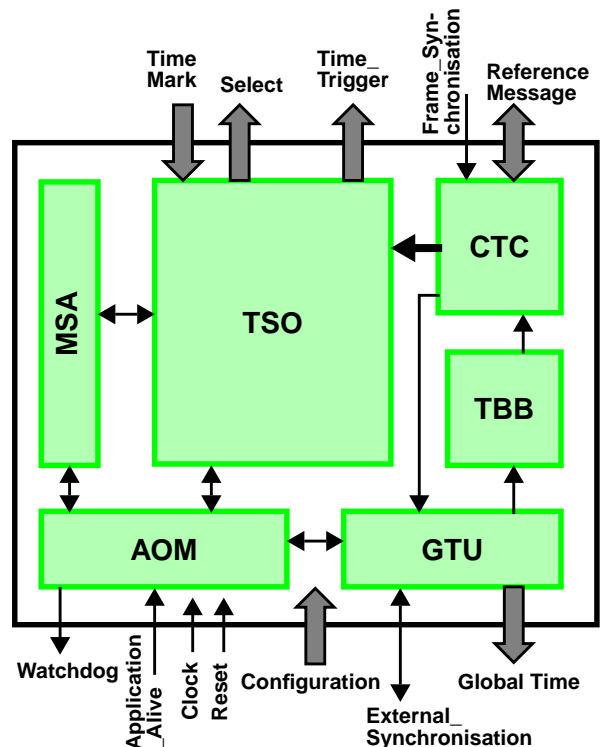 Time
Mark
Select
Time_
Trigger
Frame_Syn-
chronisation
Reference
Message
MSA
TSO
CTC
TBB
AOM
GTU
Watchdog
Application
_Alive
Clock
Reset
Configuration
External_
Synchronisation
Global Time